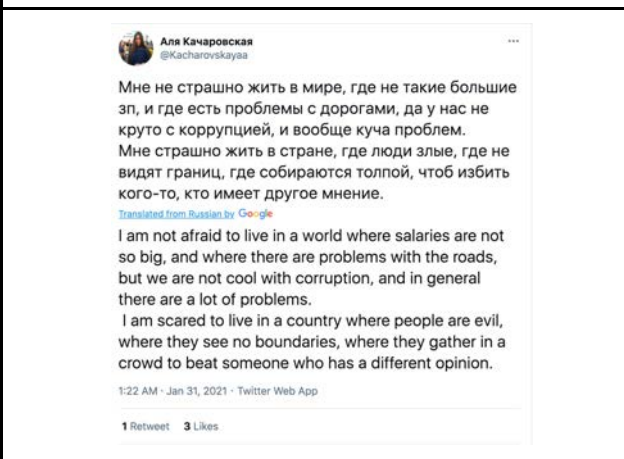 Аля Качаровская
@Kacharovskayaa
Мне не страшно жить в мире, где не такие большие
зп, и где есть проблемы с дорогами, да у нас не
круто с коррупцией, и вообще куча проблем.
Мне страшно жить в стране, где люди злые, где не
видят границ, где собираются толпой, чтоб избить
кого-то, кто имеет другое мнение.
Translated from Russian by Google
I am not afraid to live in a world where salaries are not
so big, and where there are problems with the roads,
but we are not cool with corruption, and in general
there are a lot of problems.
I am scared to live in a country where people are evil,
where they see no boundaries, where they gather in a
crowd to beat someone who has a different opinion.
1:22 AM · Jan 31, 2021 · Twitter Web App
1 Retweet 3 Likes